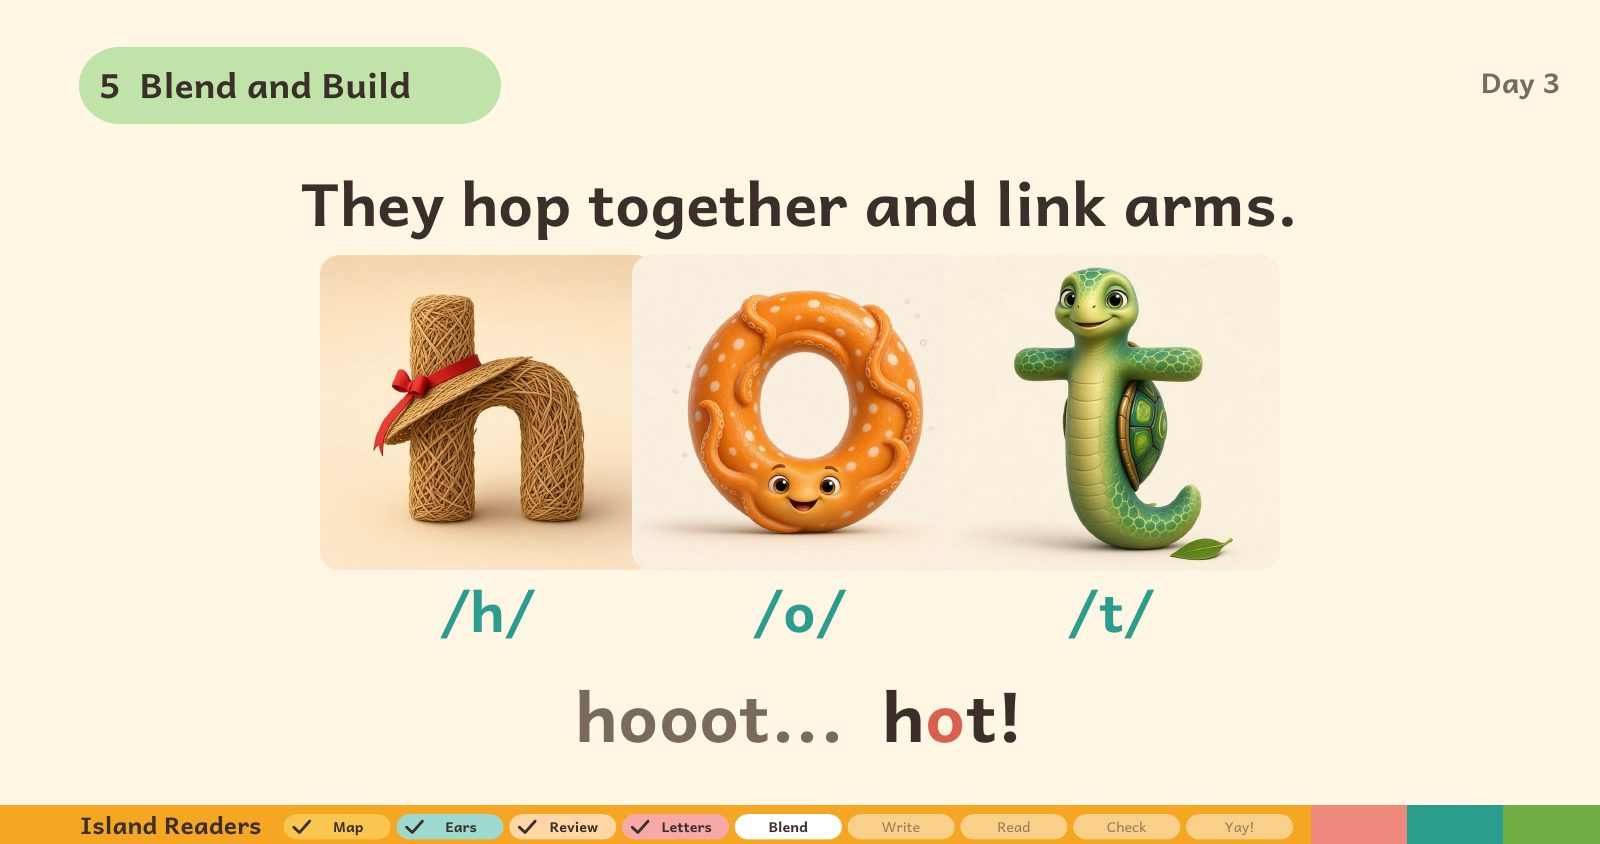 5 Blend and Build
Day 3
They hop together and link arms.
/h/ /o/ /t/
hooot... hot!
Island Readers Map Ears Review Letters Blend Write Read Check Yay!